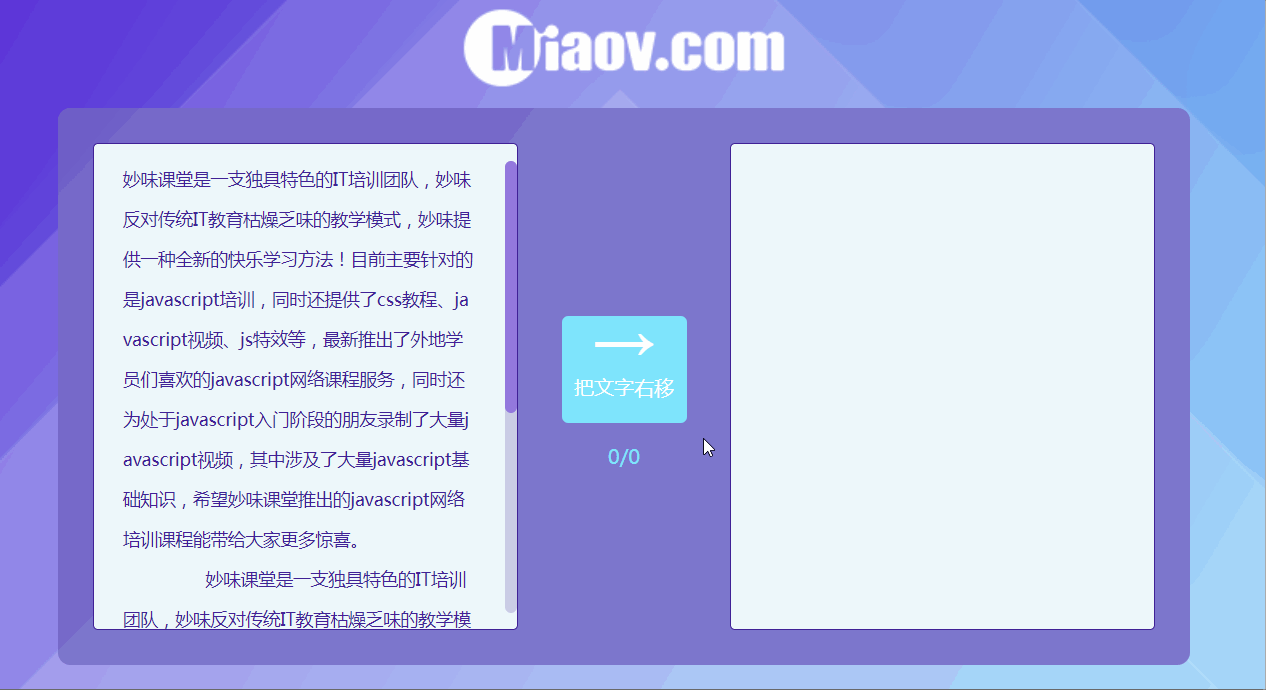 Miaov.com
妙味课堂是一支独具特色的IT培训团队，妙味
反对传统IT教育枯燥乏味的教学模式，妙味提
供一种全新的快乐学习方法！目前主要针对的
是javascript培训，同时还提供了css教程、ja
vascript视频、js特效等，最新推出了外地学
员们喜欢的javascript网络课程服务，同时还
为处于javascript入门阶段的朋友录制了大量j
avascript视频，其中涉及了大量javascript基
础知识，希望妙味课堂推出的javascript网络
培训课程能带给大家更多惊喜。
妙味课堂是一支独具特色的IT培训
团队，妙味反对传统IT教育枯燥乏味的教学模
把文字右移
0/0